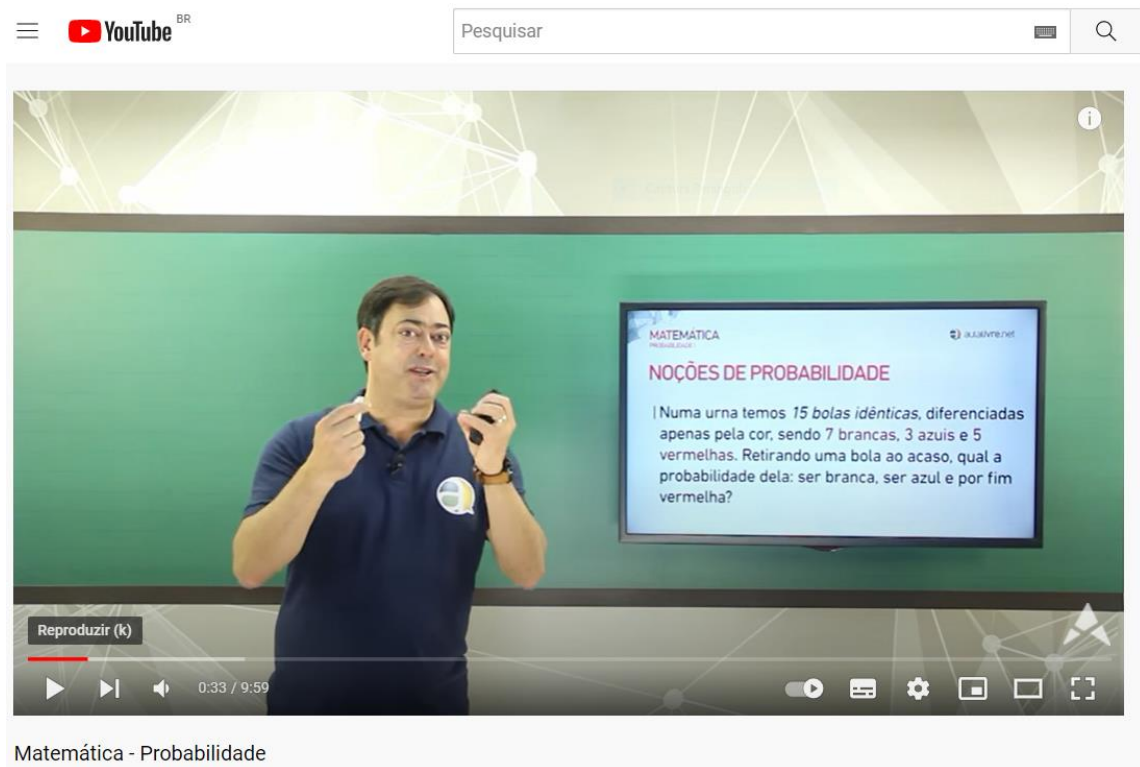 YouTube BR
Pesquisar
i
MATEMÁTICA
PROBABILIDADE
aulalivre.net
NOÇÕES DE PROBABILIDADE
| Numa urna temos 15 bolas idênticas, diferenciadas
apenas pela cor, sendo 7 brancas, 3 azuis e 5
vermelhas. Retirando uma bola ao acaso, qual a
probabilidade dela: ser branca, ser azul e por fim
vermelha?
Reproduzir (k)
0:33 / 9:59
Matemática - Probabilidade